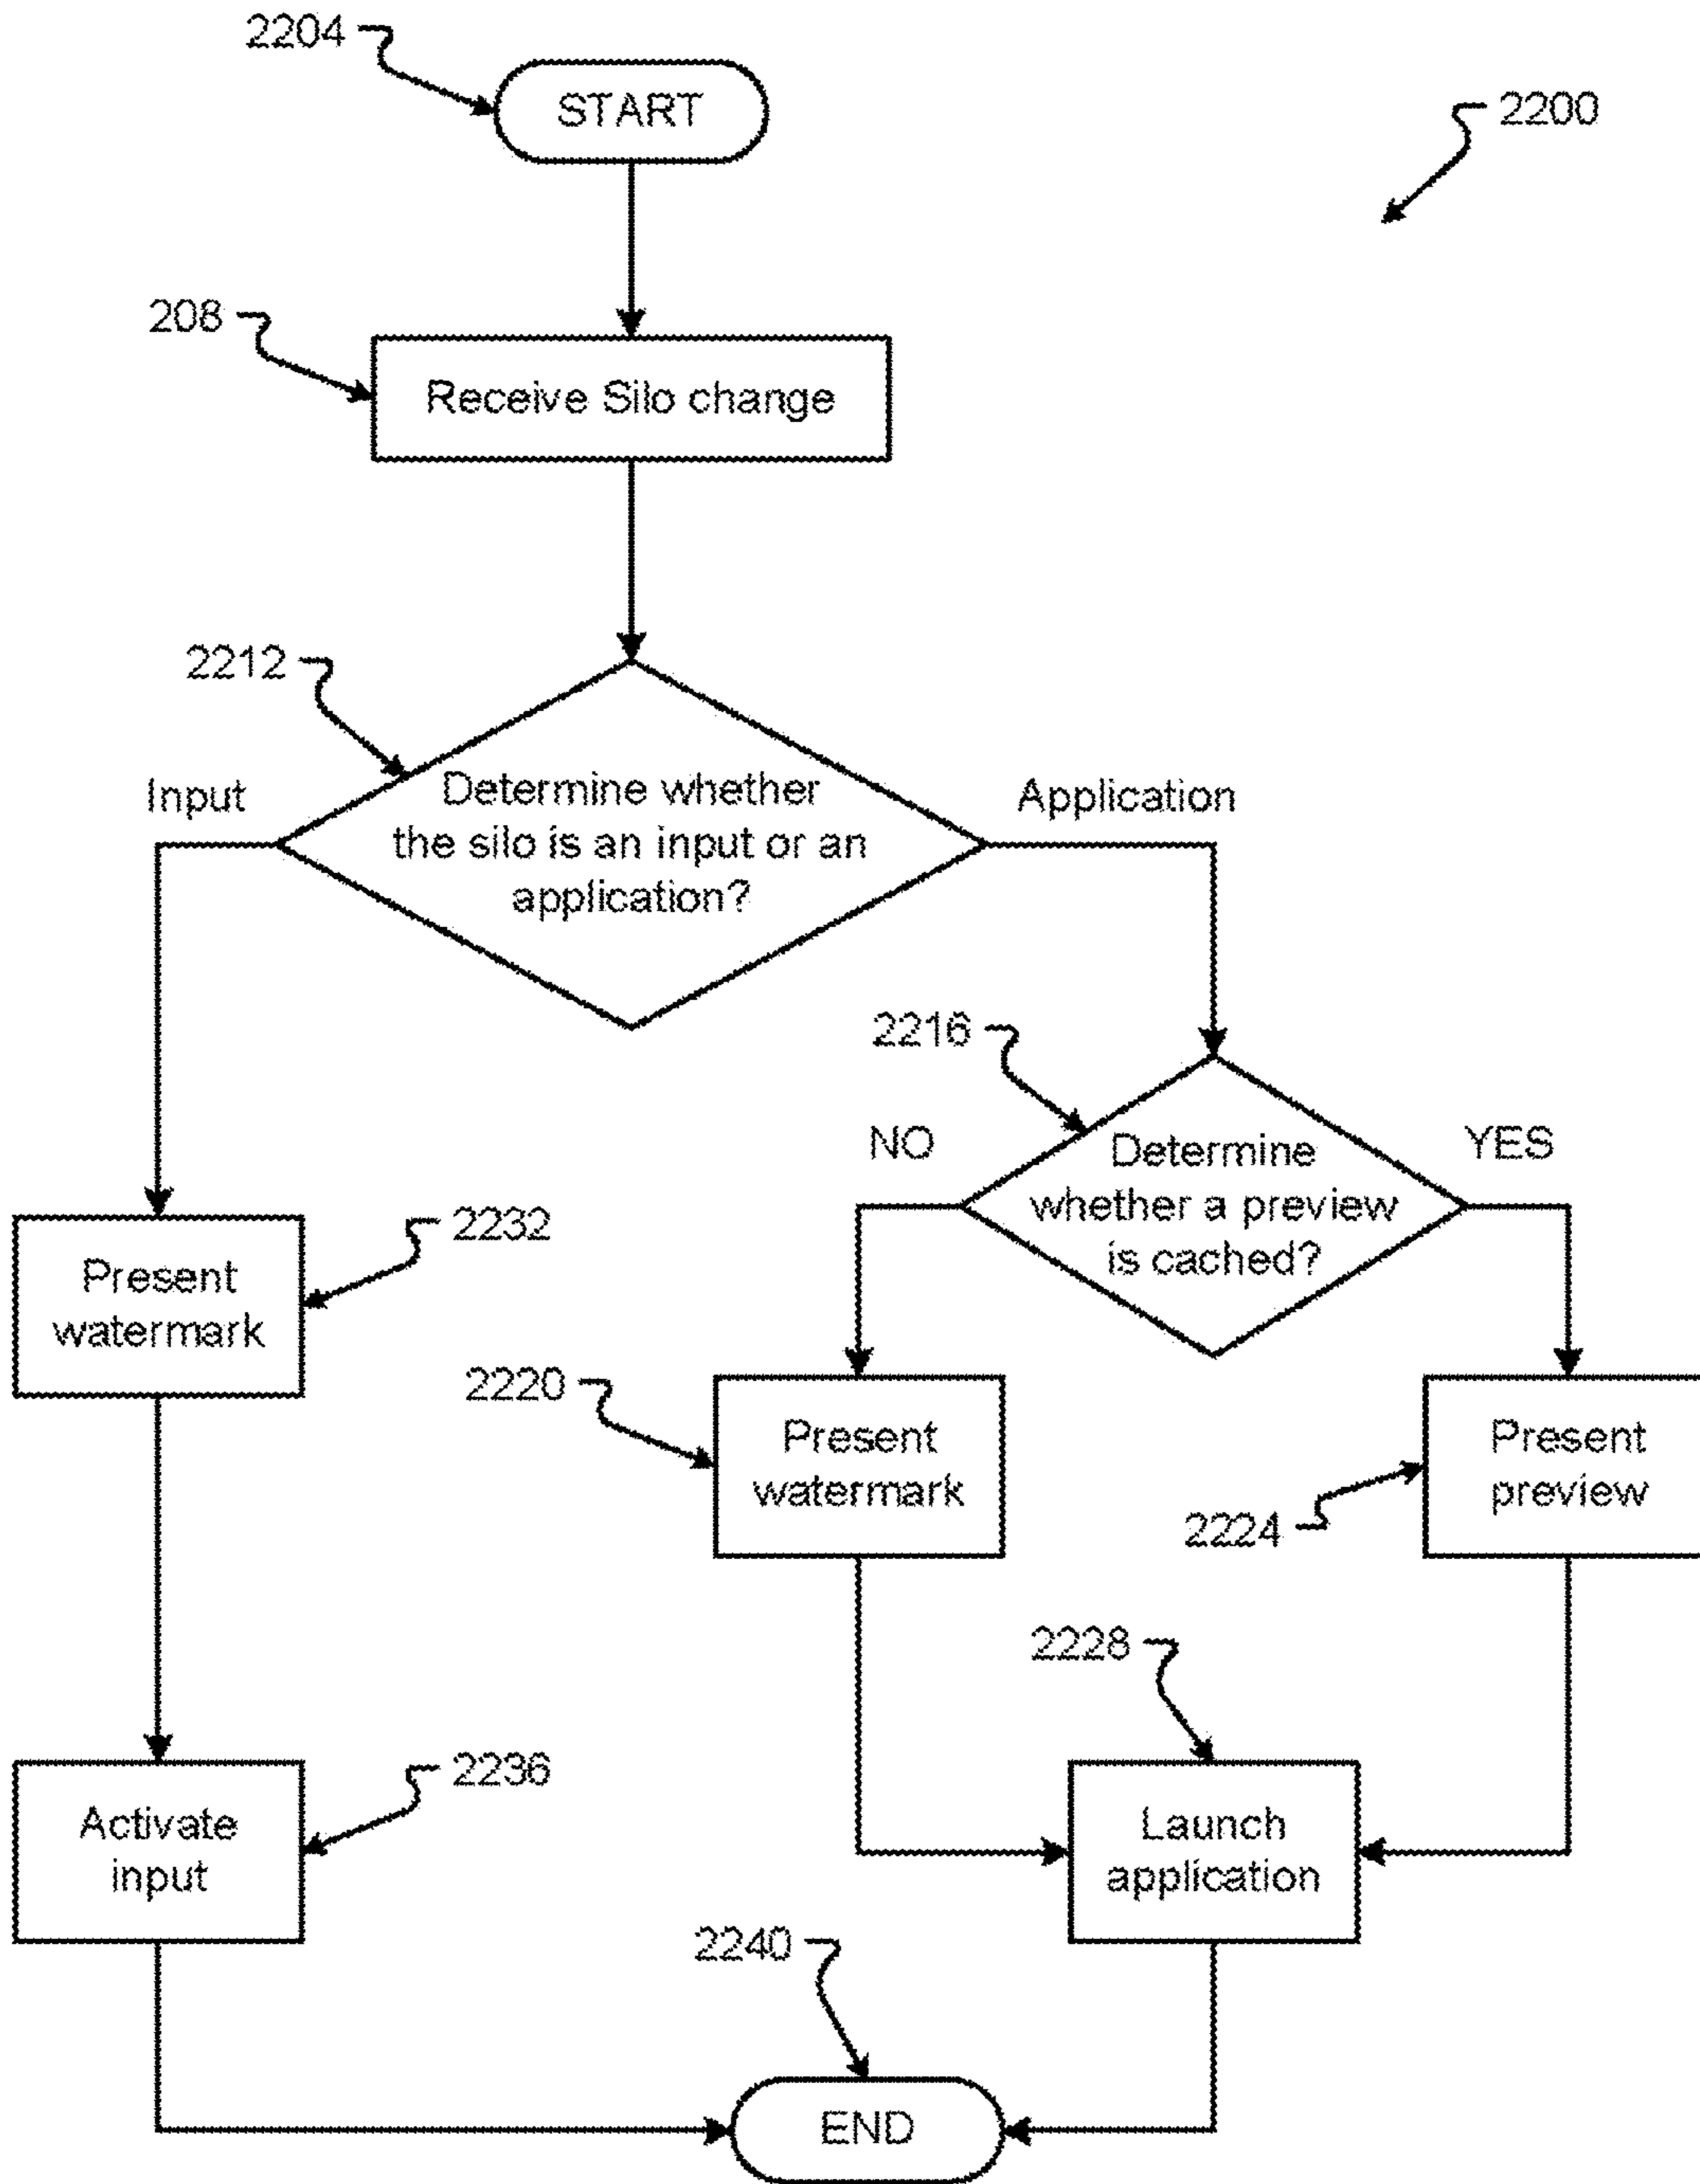 2204
START
2200
208
Receive Silo change
2212
Input
Determine whether
the silo is an input or an
application?
Application
2216
NO
Determine
whether a preview
is cached?
YES
2232
Present
watermark
2220
Present
watermark
Present
preview
2224
2228
2236
Activate
input
Launch
application
2240
END